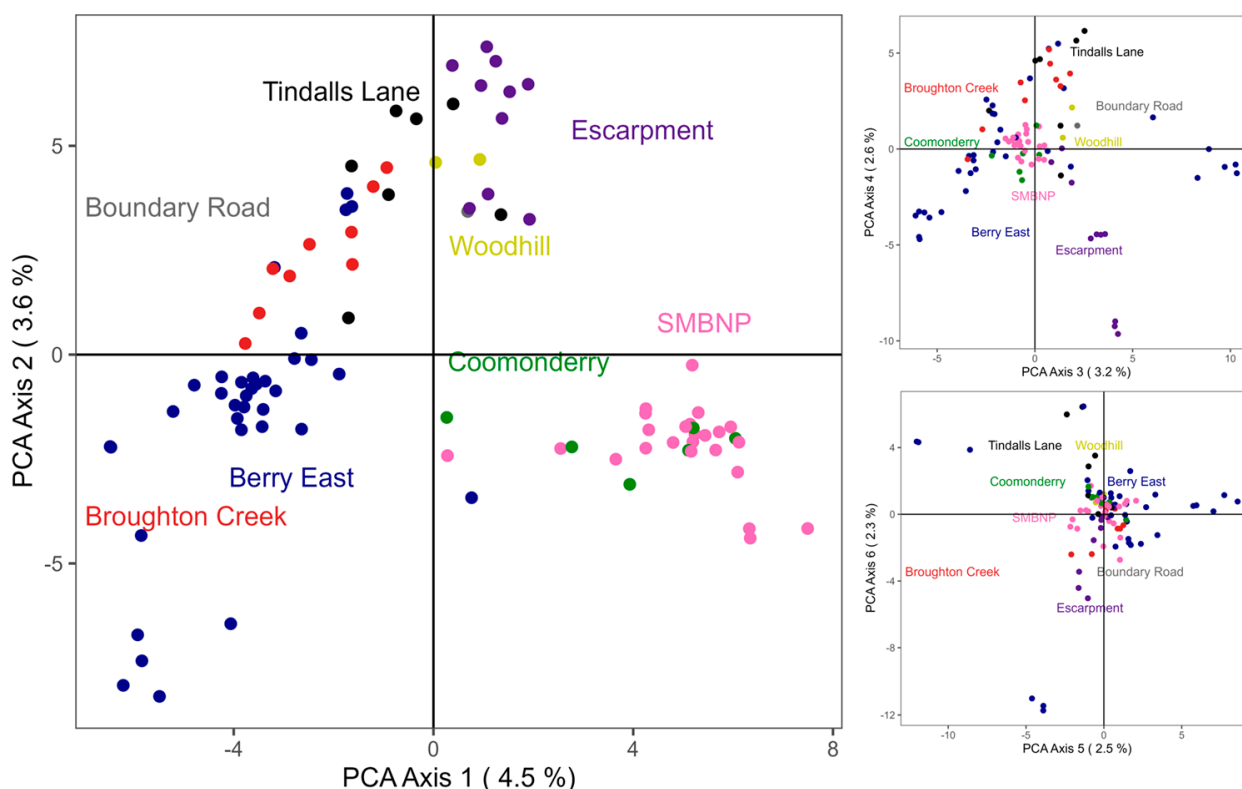 Tindalls Lane
Escarpment
5
Boundary Road
Woodhill
SMBNP
Coomonderry
0
Berry East
Broughton Creek
-5
-4
0
4
8
PCA Axis 1 ( 4.5 %)
PCA Axis 2 ( 3.6 %)
Tindalls Lane
5
Broughton Creek
Boundary Road
Coomonderry
Woodhill
0
SMBNP
Berry East
Escarpment
-5
-10
-5
0
5
10
PCA Axis 3 ( 3.2 %)
PCA Axis 4 ( 2.6 %)
4
Tindalls Lane
Woodhill
Coomonderry
Berry East
0
SMBNP
Broughton Creek
Boundary Road
-4
Escarpment
-8
-12
-10
-5
0
5
PCA Axis 5 ( 2.5 %)
PCA Axis 6 ( 2.3 %)